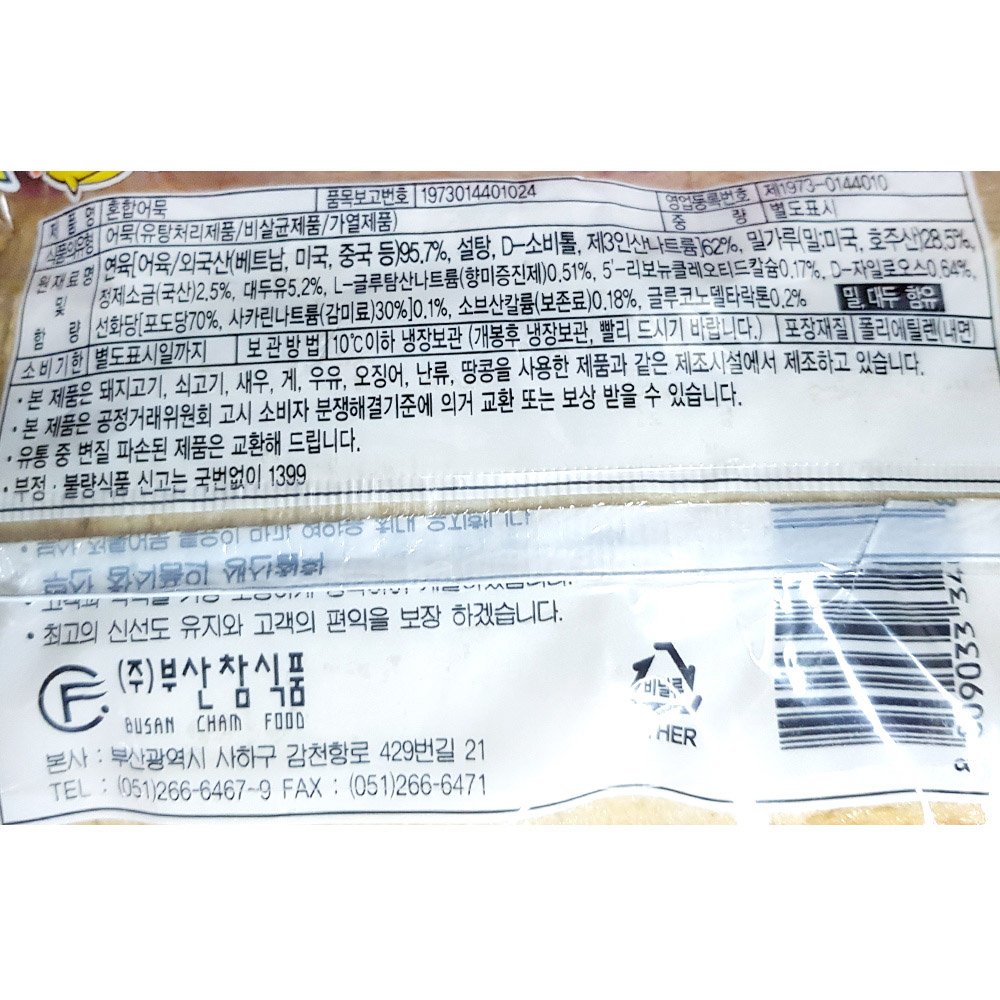 제품명 혼합어묵 품목보고번호 1973014401024 영업등록번호 제1973-0144010
식품의유형 어묵(유탕처리제품/비살균제품/가열제품) 중량 별도표시
원재료명 및 함량 연육[어육/외국산(베트남, 미국, 중국 등)95.7%, 설탕, D-소비톨, 제3인산나트륨]62%, 밀가루(밀:미국, 호주산)28.5%,
정제소금(국산)2.5%, 대두유5.2%, L-글루탐산나트륨(향미증진제)0.51%, 5'-리보뉴클레오티드칼슘0.17%, D-자일로오스0.64%,
선화당[포도당70%, 사카린나트륨(감미료)30%]0.1%, 소브산칼륨(보존료)0.18%, 글루코노델타락톤0.2% 밀, 대두 함유
소비기한 별도표시일까지 보관방법 10℃이하 냉장보관 (개봉후 냉장보관, 빨리 드시기 바랍니다.) 포장재질 폴리에틸렌(내면)
·본 제품은 돼지고기, 쇠고기, 새우, 게, 우유, 오징어, 난류, 땅콩을 사용한 제품과 같은 제조시설에서 제조하고 있습니다.
·본 제품은 공정거래위원회 고시 소비자 분쟁해결기준에 의거 교환 또는 보상 받을 수 있습니다.
·유통 중 변질 파손된 제품은 교환해 드립니다.
·부정·불량식품 신고는 국번없이 1399
·최고의 신선도 유지와 고객의 편익을 보장 하겠습니다.
CF (주)부산참식품
BUSAN CHAM FOOD
비닐류
HER
본사 : 부산광역시 사하구 감천항로 429번길 21
TEL : (051)266-6467~9 FAX : (051)266-6471